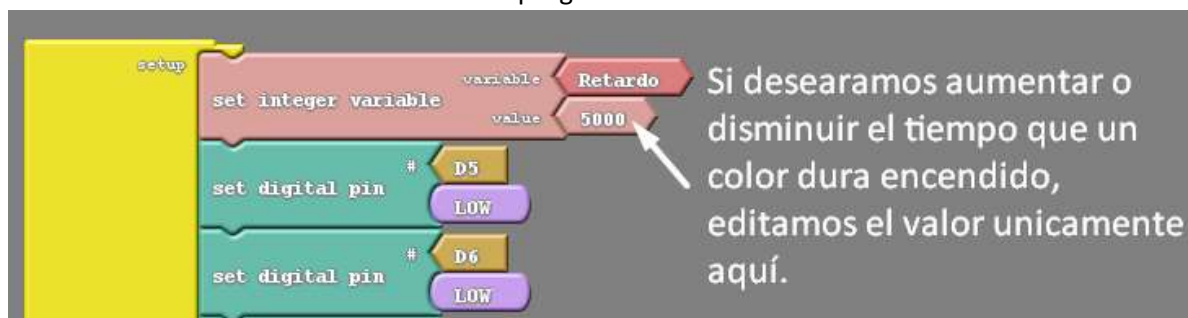 setup
set integer variable
variable
Retardo
value
5000
set digital pin
#
D5
LOW
set digital pin
#
D6
LOW
Si desearamos aumentar o
disminuir el tiempo que un
color dura encendido,
editamos el valor unicamente
aquí.